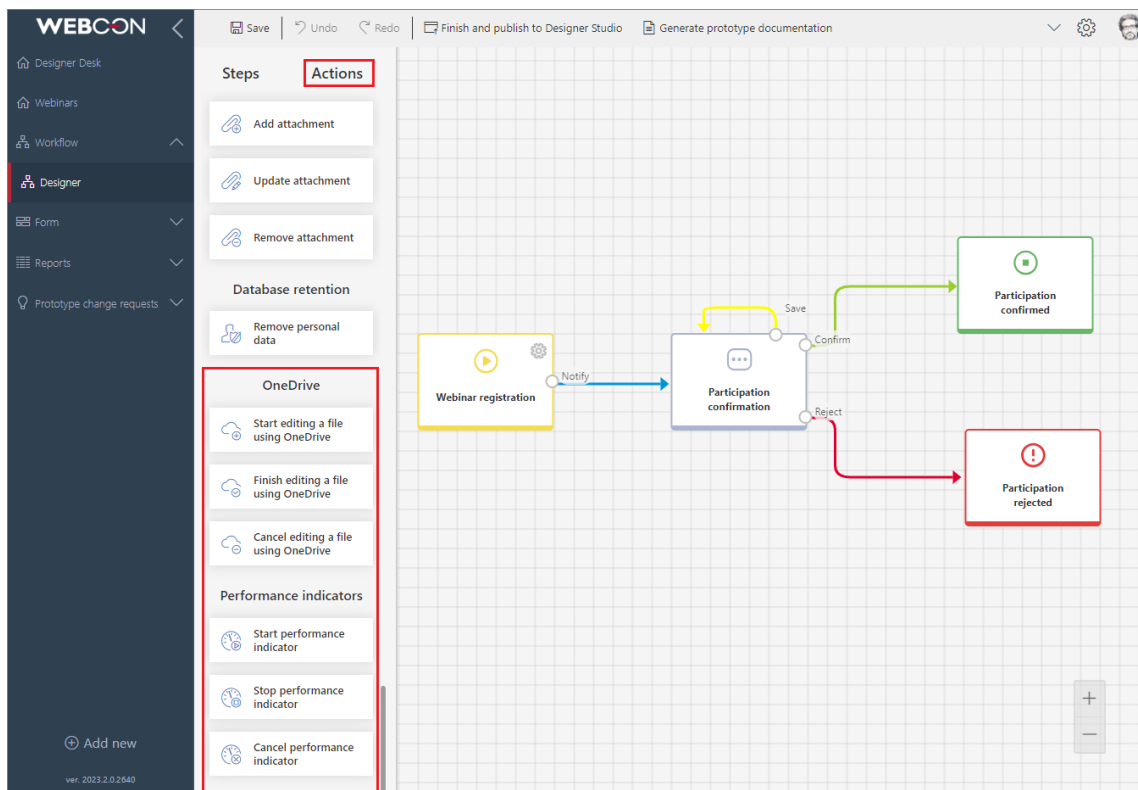 WEBCON
Save
Undo
Redo
Finish and publish to Designer Studio
Generate prototype documentation
Designer Desk
Webinars
Workflow
Designer
Form
Reports
Prototype change requests
Add new
ver. 2023.2.0.2640
Steps
Actions
Add attachment
Update attachment
Remove attachment
Database retention
Remove personal
data
OneDrive
Start editing a file
using OneDrive
Finish editing a file
using OneDrive
Cancel editing a file
using OneDrive
Performance indicators
Start performance
indicator
Stop performance
indicator
Cancel performance
indicator
Webinar registration
Notify
Save
Participation
confirmation
Confirm
Reject
Participation
confirmed
Participation
rejected